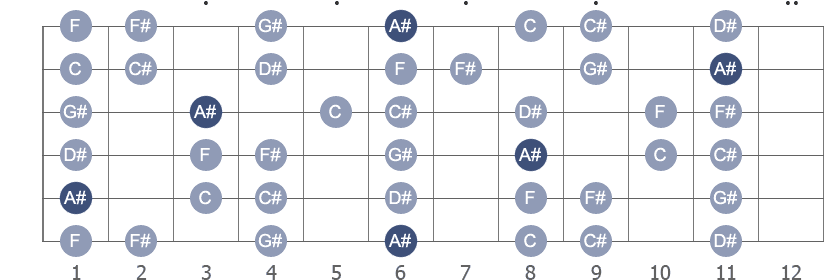 F F# G# A# C C# D#
C C# D# F F# G# A#
G# A# C C# D# F F#
D# F F# G# A# C C#
A# C C# D# F F# G#
F F# G# A# C C# D#
1 2 3 4 5 6 7 8 9 10 11 12